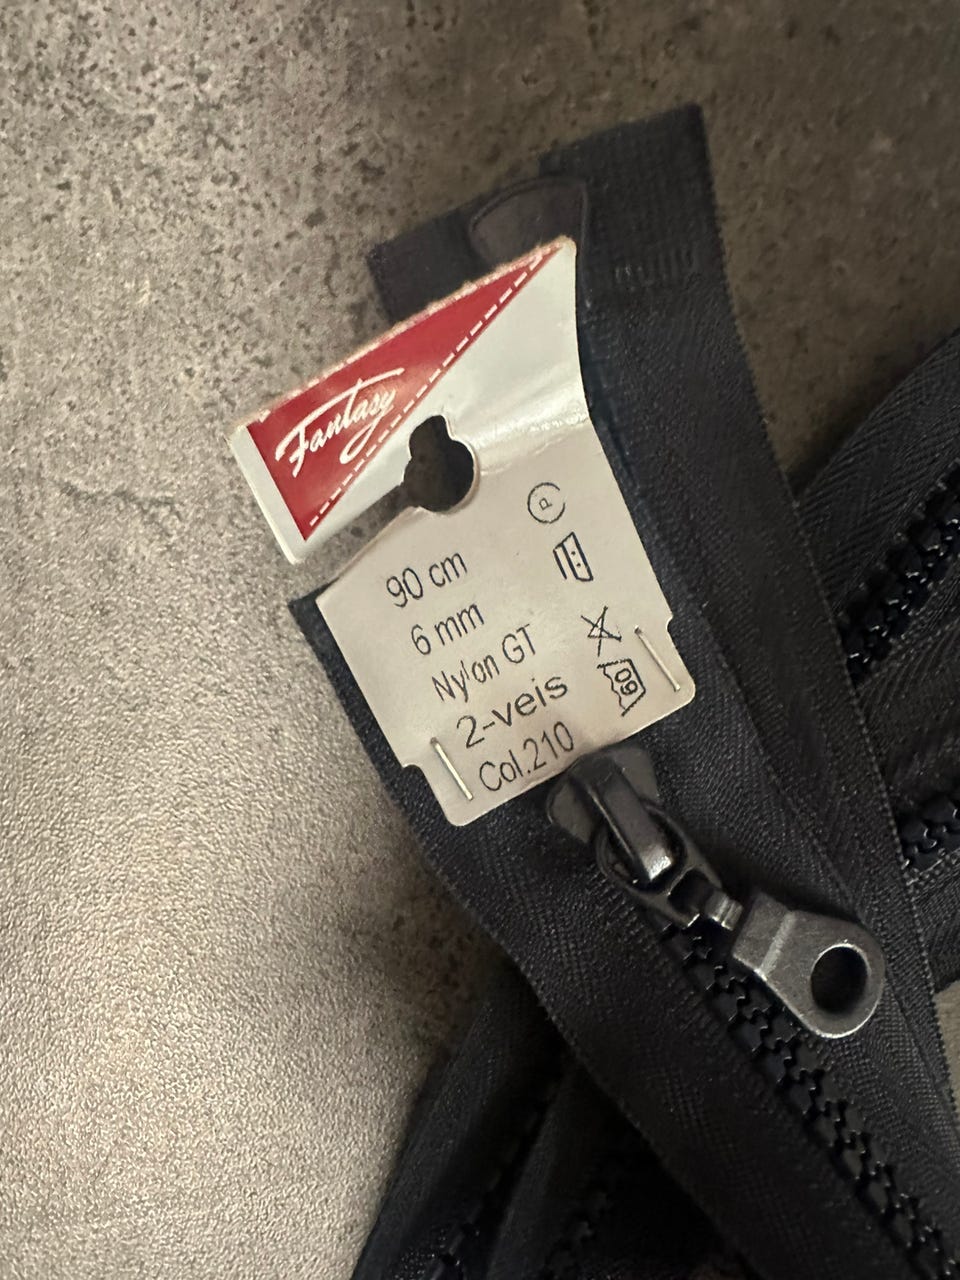 Fantasy
P
90 cm
6 mm
Nylon GT
2-veis
60
Col.210